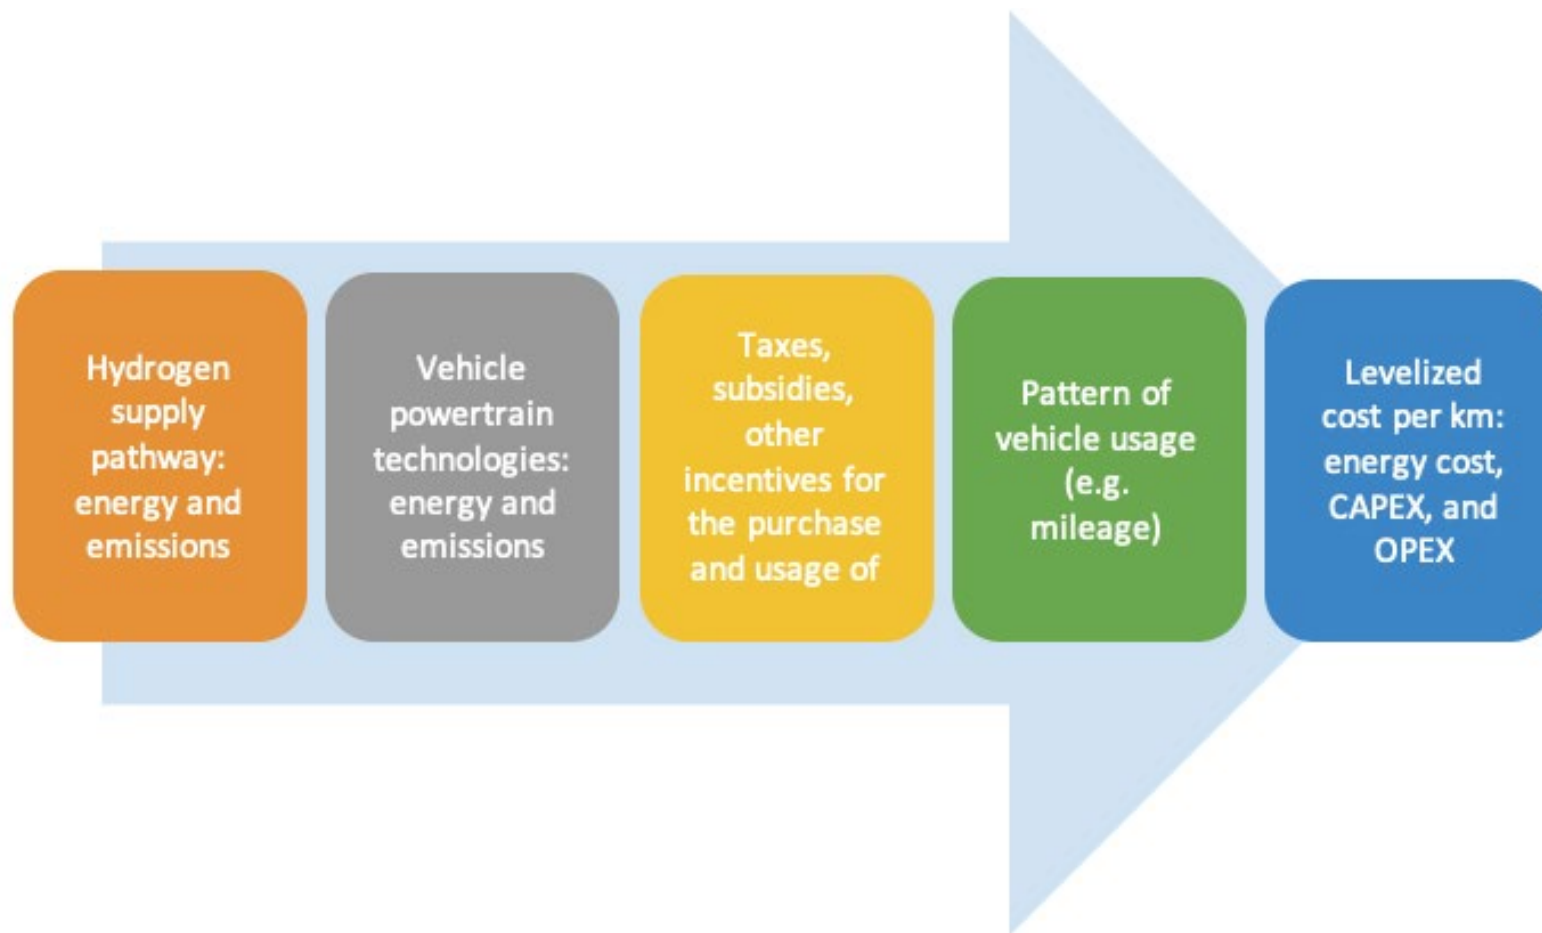 Hydrogen
supply
pathway:
energy and
emissions
Vehicle
powertrain
technologies:
energy and
emissions
Taxes,
subsidies,
other
incentives for
the purchase
and usage of
Pattern of
vehicle usage
(e.g.
mileage)
Levelized
cost per km:
energy cost,
CAPEX, and
OPEX